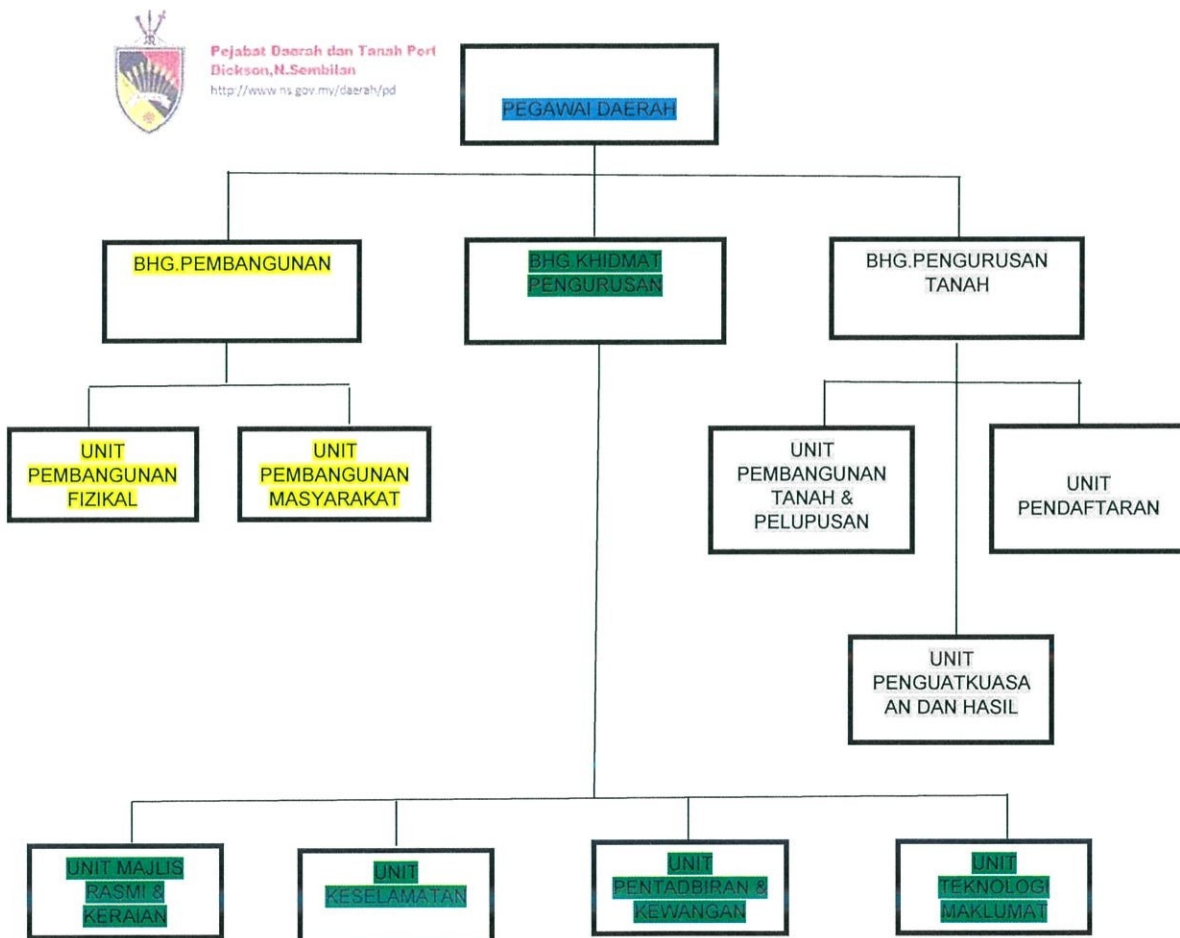 Pejabat Daerah dan Tanah Port
Dickson,N.Sembilan
http://www.ns.gov.my/daerah/pd
PEGAWAI DAERAH
BHG.PEMBANGUNAN
BHG.KHIDMAT
PENGURUSAN
BHG.PENGURUSAN
TANAH
UNIT
PEMBANGUNAN
FIZIKAL
UNIT
PEMBANGUNAN
MASYARAKAT
UNIT
PEMBANGUNAN
TANAH &
PELUPUSAN
UNIT
PENDAFTARAN
UNIT
PENGUATKUASA
AN DAN HASIL
UNIT MAJLIS
RASMI &
KERAIAN
UNIT
KESELAMATAN
UNIT
PENTADBIRAN &
KEWANGAN
UNIT
TEKNOLOGI
MAKLUMAT